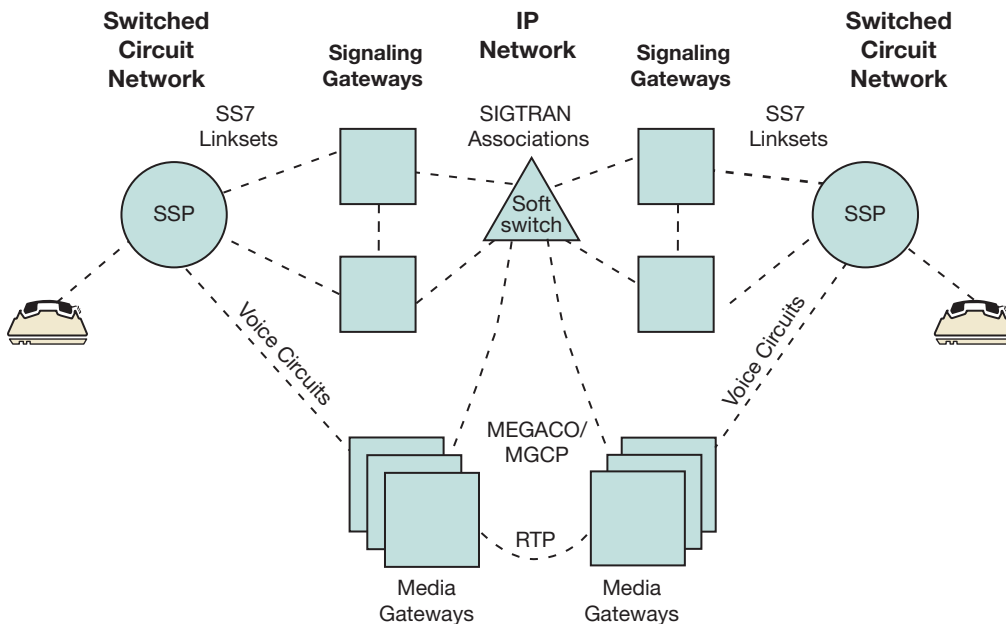 Switched
Circuit
Network
Signaling
Gateways
IP
Network
Signaling
Gateways
Switched
Circuit
Network
SS7
Linksets
SIGTRAN
Associations
SS7
Linksets
SSP
Soft
switch
SSP
Voice Circuits
Voice Circuits
MEGACO/
MGCP
RTP
Media
Gateways
Media
Gateways